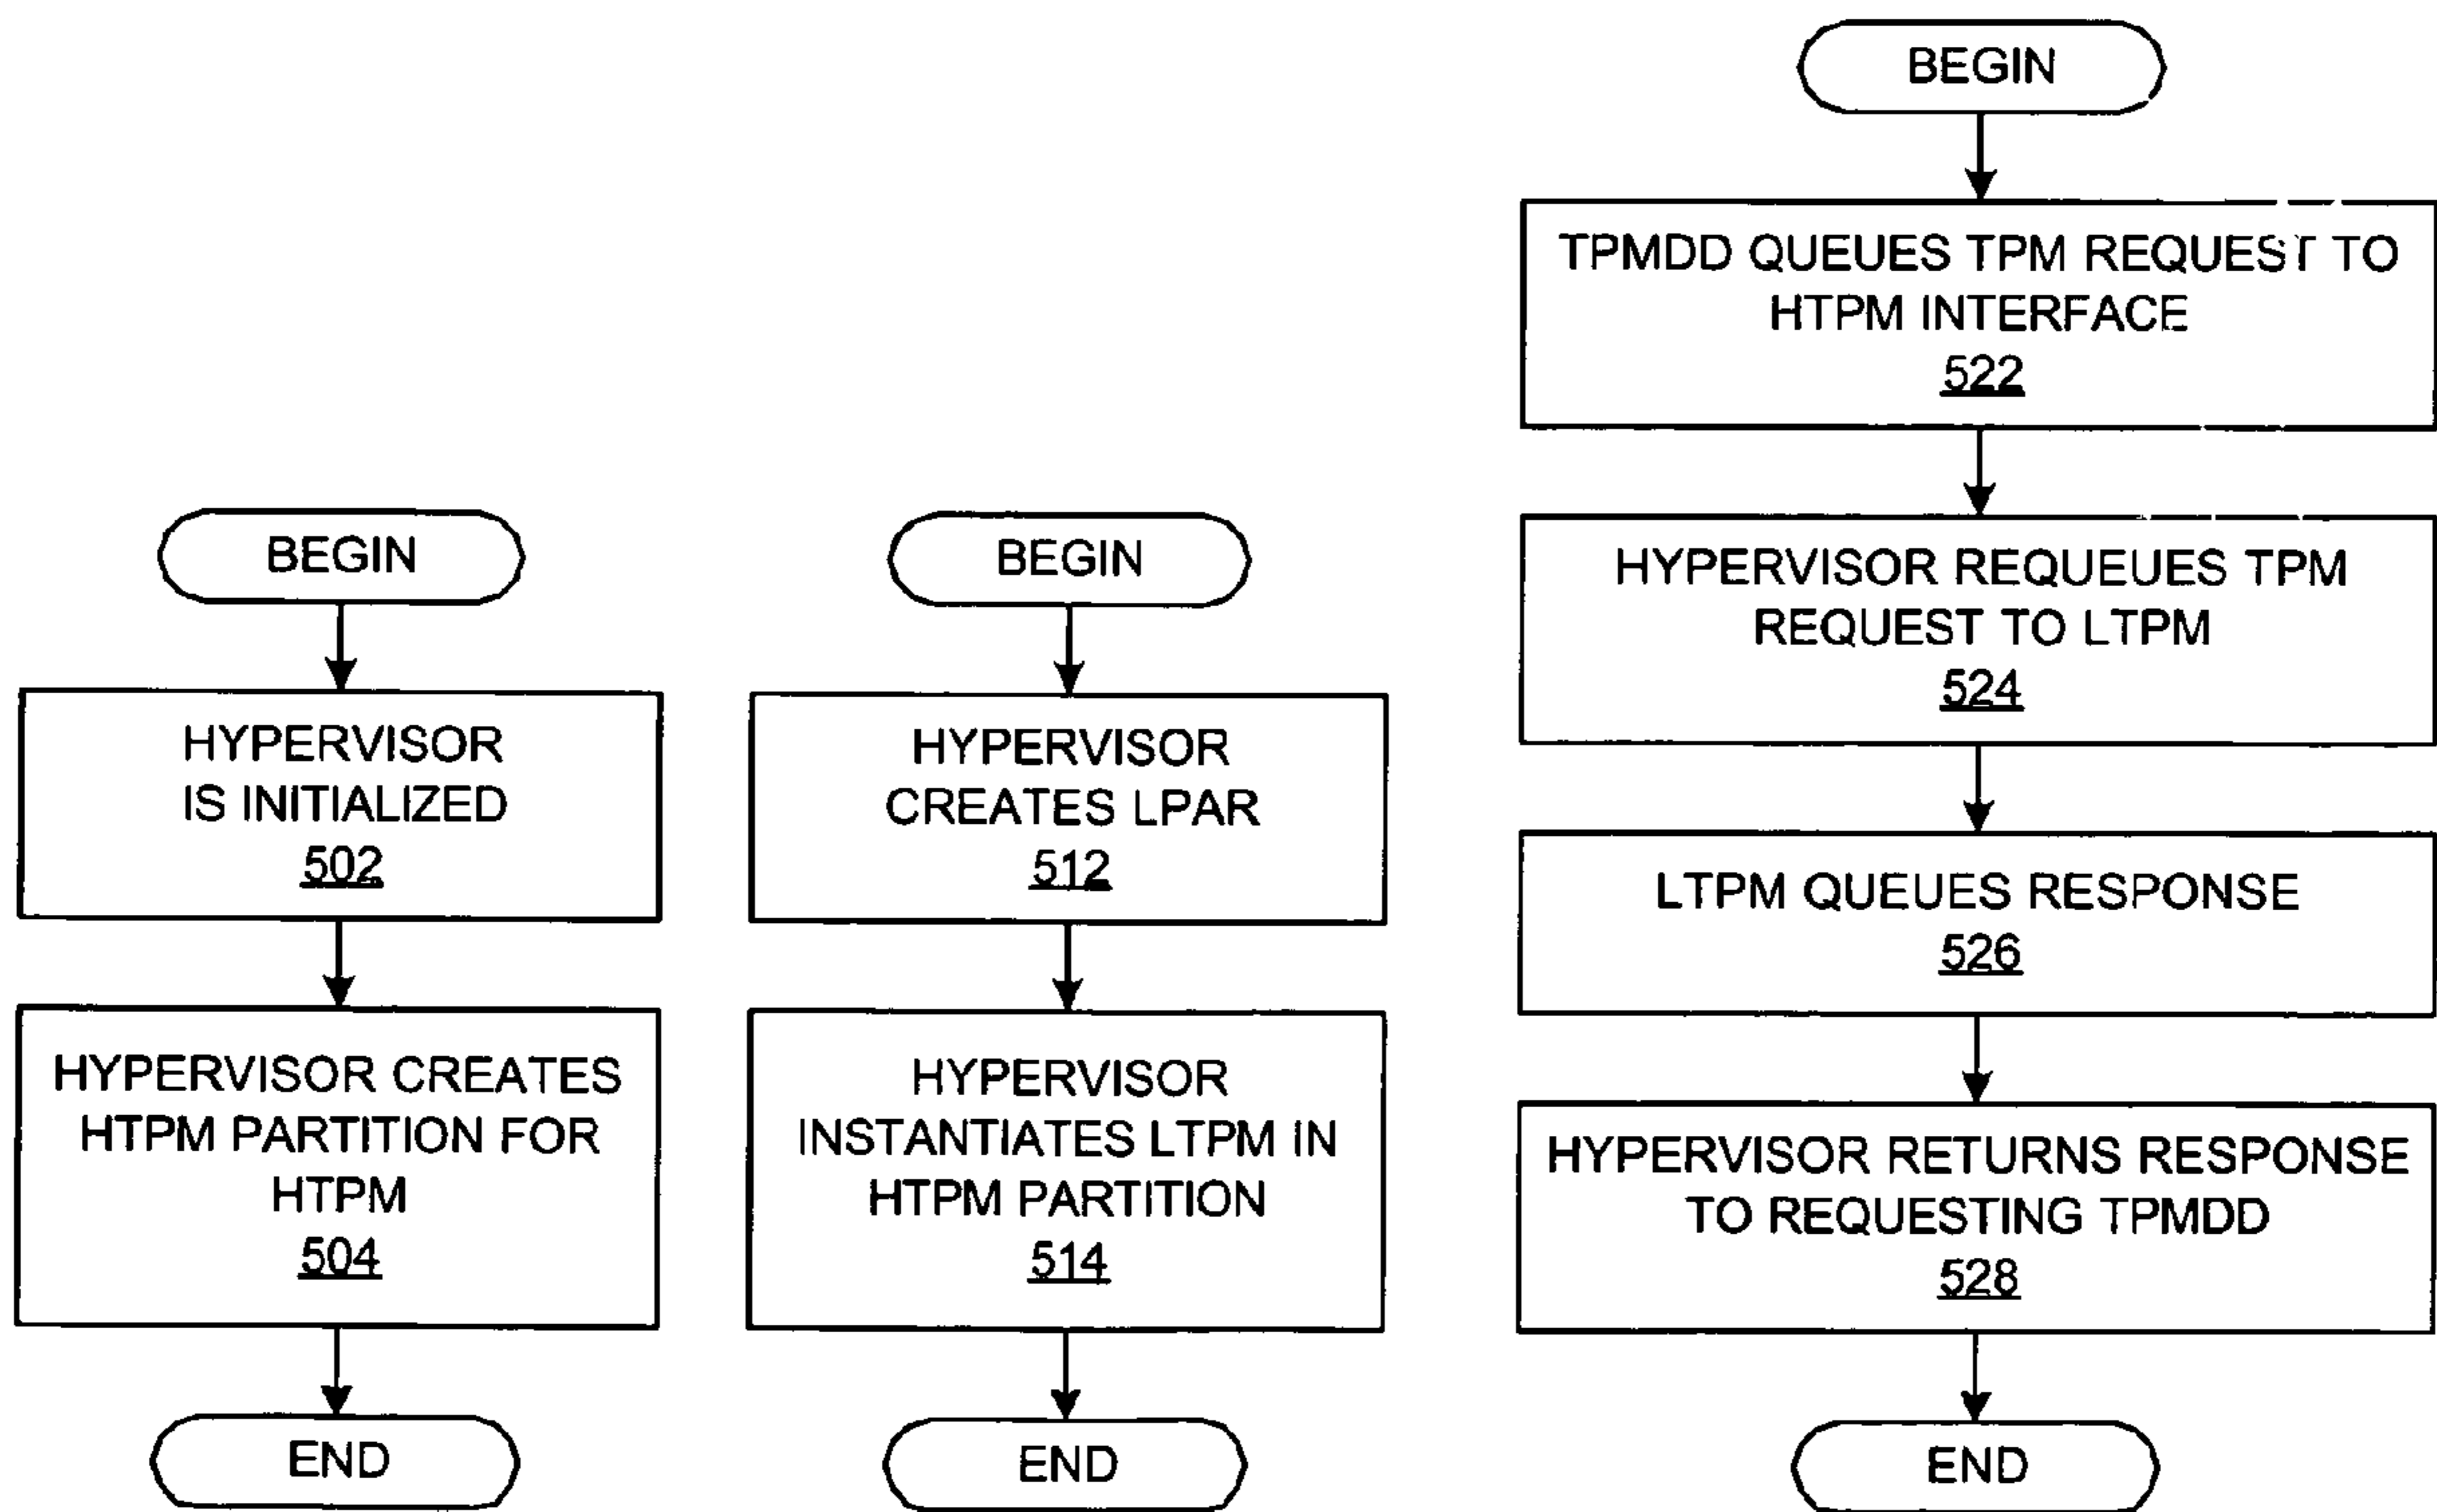 BEGIN
HYPERVISOR
IS INITIALIZED
502
HYPERVISOR CREATES
HTPM PARTITION FOR
HTPM
504
END
BEGIN
HYPERVISOR
CREATES LPAR
512
HYPERVISOR
INSTANTIATES LTPM IN
HTPM PARTITION
514
END
BEGIN
TPMDD QUEUES TPM REQUEST TO
HTPM INTERFACE
522
HYPERVISOR REQUEUES TPM
REQUEST TO LTPM
524
LTPM QUEUES RESPONSE
526
HYPERVISOR RETURNS RESPONSE
TO REQUESTING TPMDD
528
END